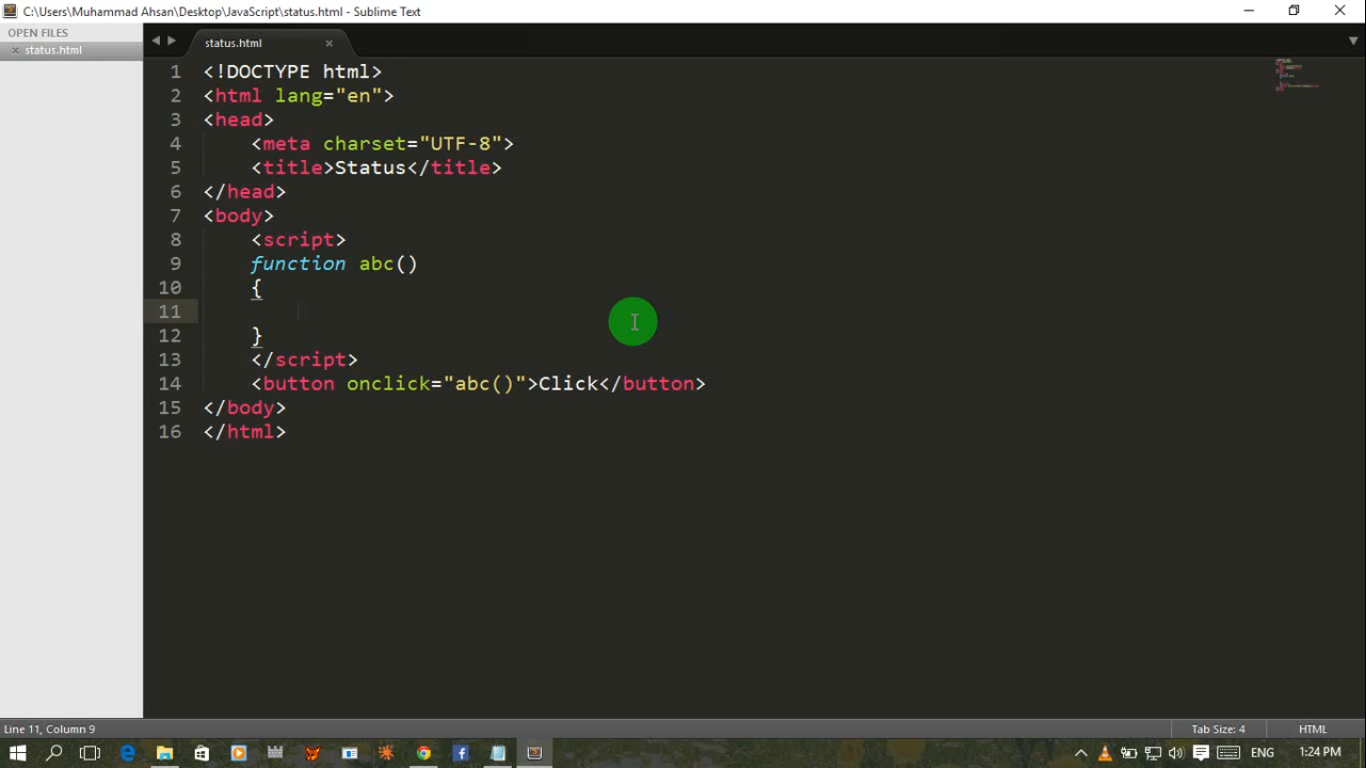 C:\Users\Muhammad Ahsan\Desktop\JavaScript\status.html - Sublime Text
OPEN FILES
status.html
status.html
1 <!DOCTYPE html>
2 <html lang="en">
3 <head>
4     <meta charset="UTF-8">
5     <title>Status</title>
6 </head>
7 <body>
8     <script>
9     function abc()
10     {
11
12     }
13     </script>
14     <button onclick="abc()">Click</button>
15 </body>
16 </html>
Line 11, Column 9
Tab Size: 4
HTML
ENG
1:24 PM